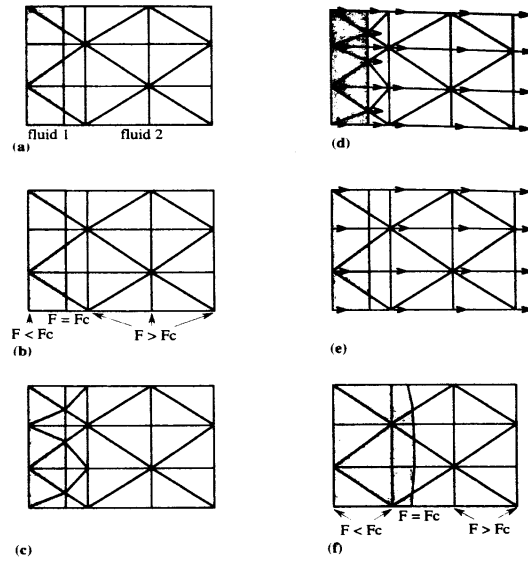 fluid 1 fluid 2
(a)
(d)
F = Fc
F < Fc F > Fc
(b)
(e)
(c)
F < Fc F = Fc F > Fc
(f)